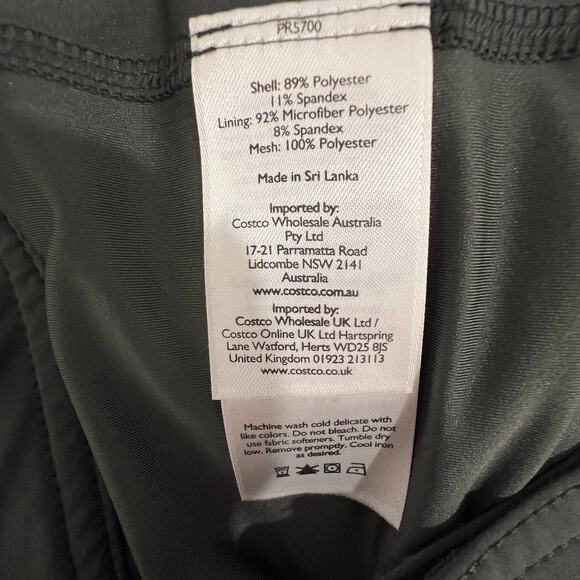 PR5700
Shell: 89% Polyester
11% Spandex
Lining: 92% Microfiber Polyester
8% Spandex
Mesh: 100% Polyester
Made in Sri Lanka
Imported by:
Costco Wholesale Australia
Pty Ltd
17-21 Parramatta Road
Lidcombe NSW 2141
Australia
www.costco.com.au
Imported by:
Costco Wholesale UK Ltd /
Costco Online UK Ltd Hartspring
Lane Watford, Herts WD25 8JS
United Kingdom 01923 213113
www.costco.co.uk
Machine wash cold delicate with
like colors. Do not bleach. Do not
use fabric softeners. Tumble dry
low. Remove promptly. Cool iron
as desired.